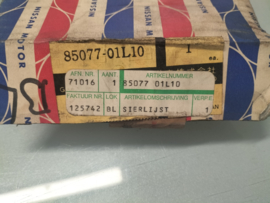 NISSAN MOTOR
85077-01L10 1
AFN. NR. AANT. ARTIKELNUMMER
71016 1 85077 01L10
FAKTUUR NR. LOK. ARTIKELOMSCHRIJVING VERP.E
125742 BL SIERLIJST 1